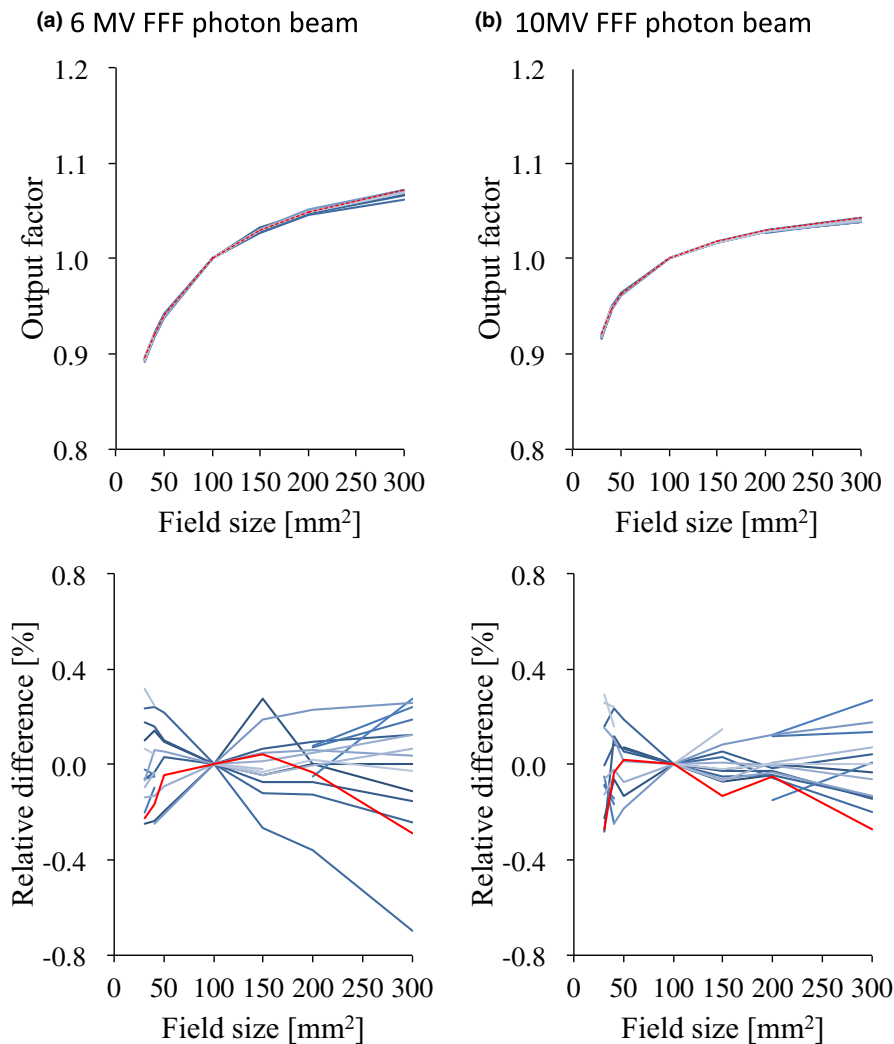 (a) 6 MV FFF photon beam
1.2
1.1
1.0
0.9
0.8
Output factor
0 50 100 150 200 250 300
Field size [mm²]
(b) 10MV FFF photon beam
1.2
1.1
1.0
0.9
0.8
Output factor
0 50 100 150 200 250 300
Field size [mm²]
0.8
0.4
0.0
-0.4
-0.8
Relative difference [%]
0 50 100 150 200 250 300
Field size [mm²]
0.8
0.4
0.0
-0.4
-0.8
Relative difference [%]
0 50 100 150 200 250 300
Field size [mm²]